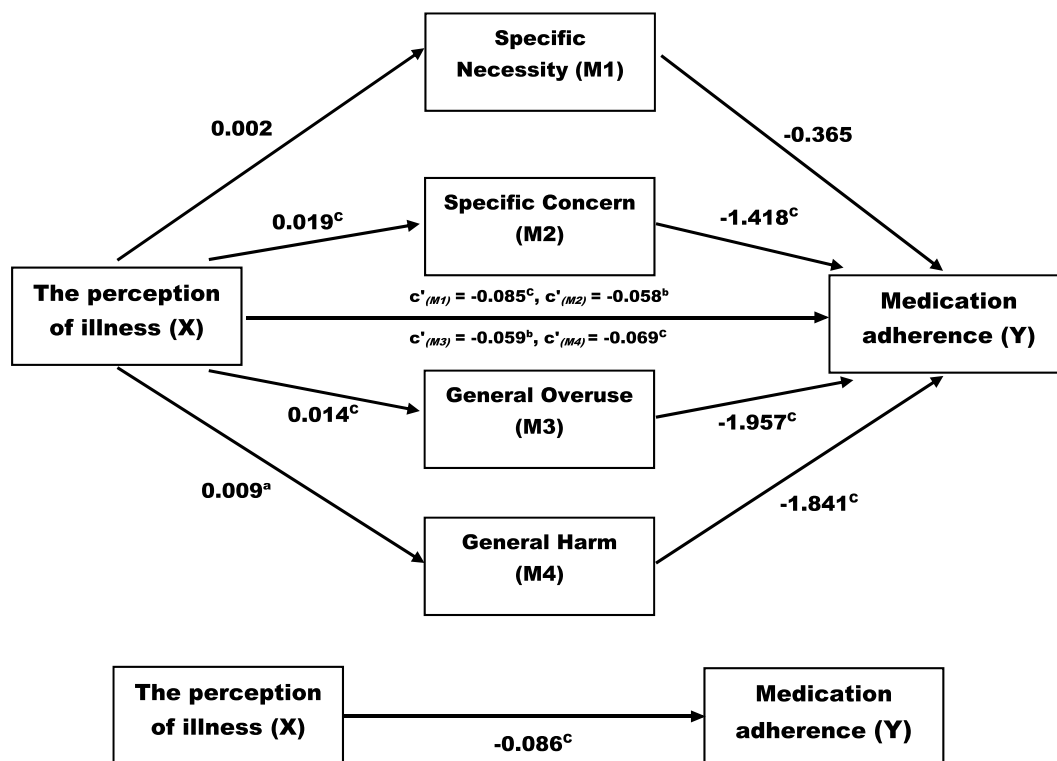 Specific
Necessity (M1)
0.002
-0.365
Specific Concern
(M2)
0.019ᶜ
-1.418ᶜ
The perception
of illness (X)
c'(M1) = -0.085ᶜ, c'(M2) = -0.058ᵇ
c'(M3) = -0.059ᵇ, c'(M4) = -0.069ᶜ
Medication
adherence (Y)
General Overuse
(M3)
0.014ᶜ
-1.957ᶜ
0.009ᵃ
-1.841ᶜ
General Harm
(M4)
The perception
of illness (X)
-0.086ᶜ
Medication
adherence (Y)